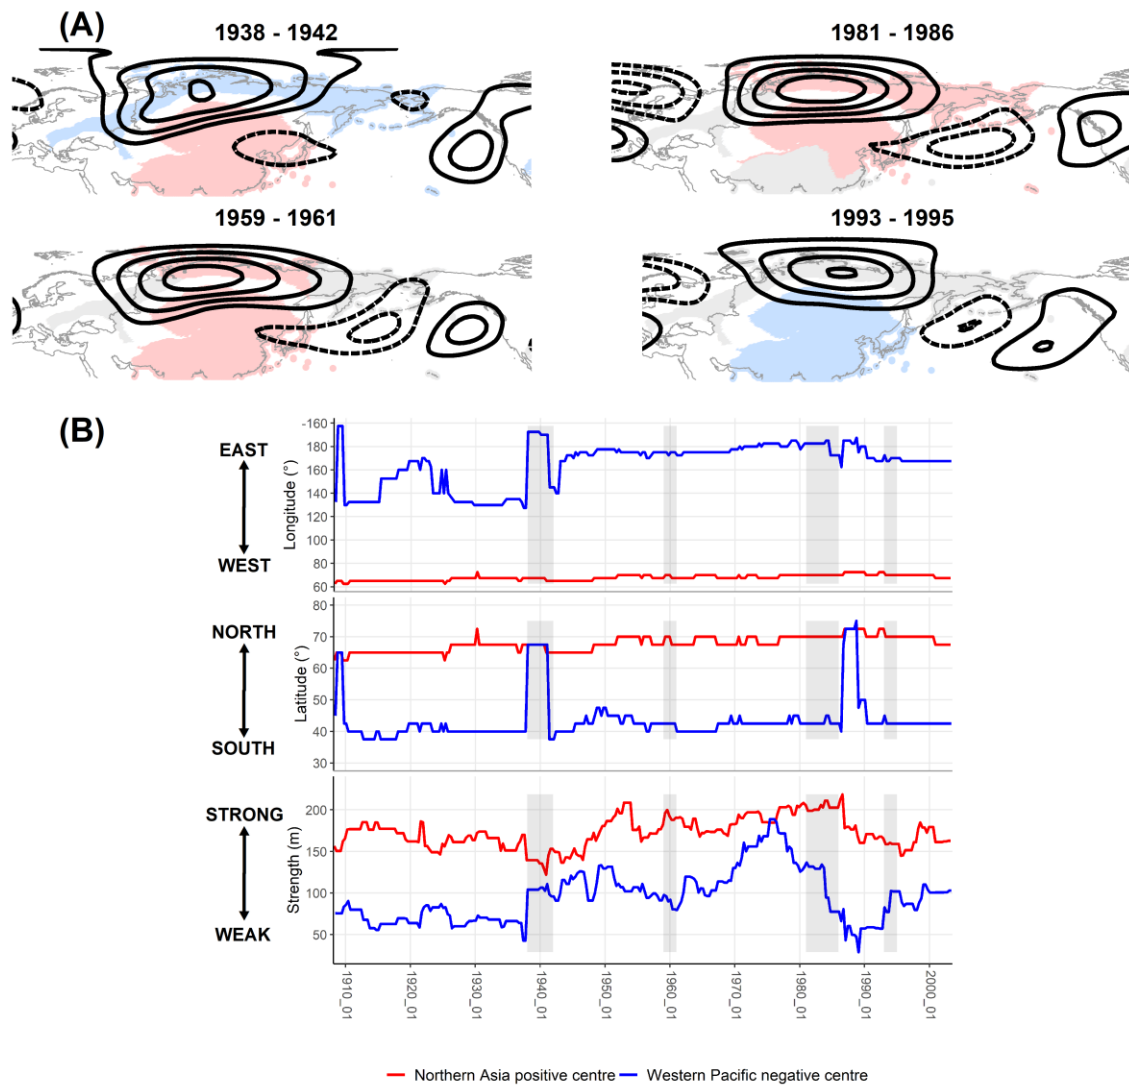 (A)
1938 - 1942
1981 - 1986
1959 - 1961
1993 - 1995
(B)
EAST
WEST
Longitude (°)
-160
180
160
140
120
100
80
60
NORTH
SOUTH
Latitude (°)
80
70
60
50
40
30
STRONG
WEAK
Strength (m)
200
150
100
50
1910_01
1920_01
1930_01
1940_01
1950_01
1960_01
1970_01
1980_01
1990_01
2000_01
Northern Asia positive centre
Western Pacific negative centre